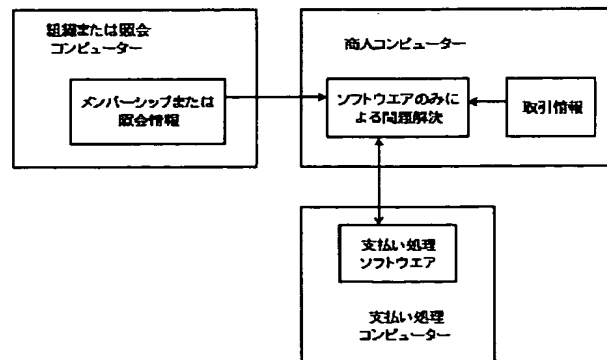 組織または照会
コンピューター
メンバーシップまたは
照会情報
商人コンピューター
ソフトウエアのみに
よる問題解決
取引情報
支払い処理
ソフトウエア
支払い処理
コンピューター